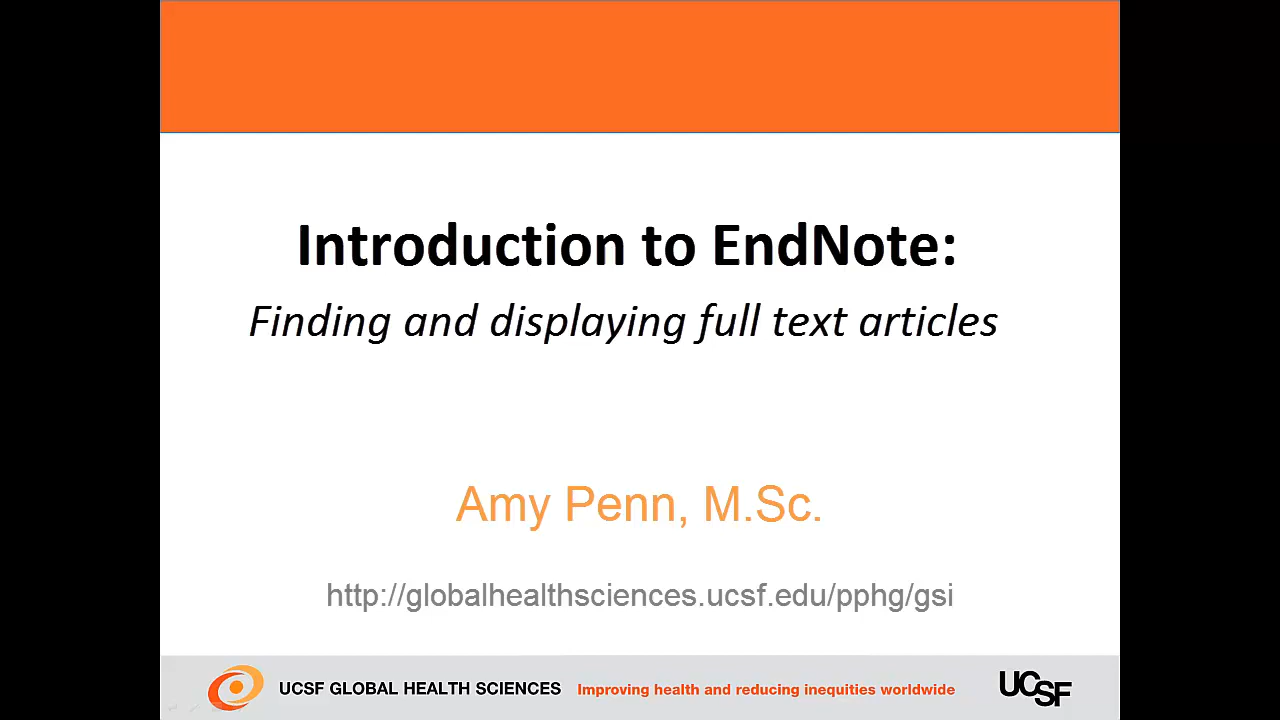 Introduction to EndNote:
Finding and displaying full text articles
Amy Penn, M.Sc.
http://globalhealthsciences.ucsf.edu/pphg/gsi
UCSF GLOBAL HEALTH SCIENCES Improving health and reducing inequities worldwide UCSF